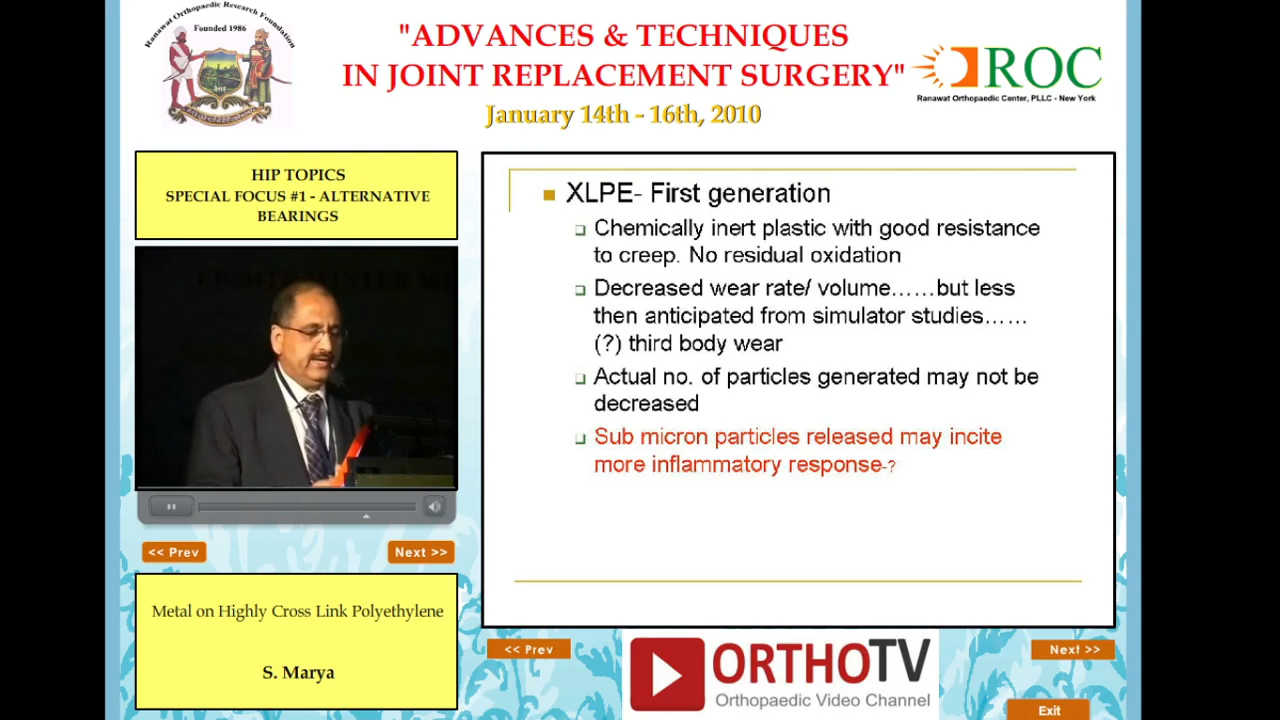 Ranawat Orthopaedic Research Foundation
Founded 1986
"ADVANCES & TECHNIQUES
IN JOINT REPLACEMENT SURGERY"
January 14th - 16th, 2010
ROC
Ranawat Orthopaedic Center, PLLC - New York
HIP TOPICS
SPECIAL FOCUS #1 - ALTERNATIVE
BEARINGS
XLPE- First generation
Chemically inert plastic with good resistance
to creep. No residual oxidation
Decreased wear rate/ volume......but less
then anticipated from simulator studies......
(?) third body wear
Actual no. of particles generated may not be
decreased
Sub micron particles released may incite
more inflammatory response-?
<< Prev
Next >>
Metal on Highly Cross Link Polyethylene
S. Marya
<< Prev
ORTHOTV
Orthopaedic Video Channel
Next >>
Exit